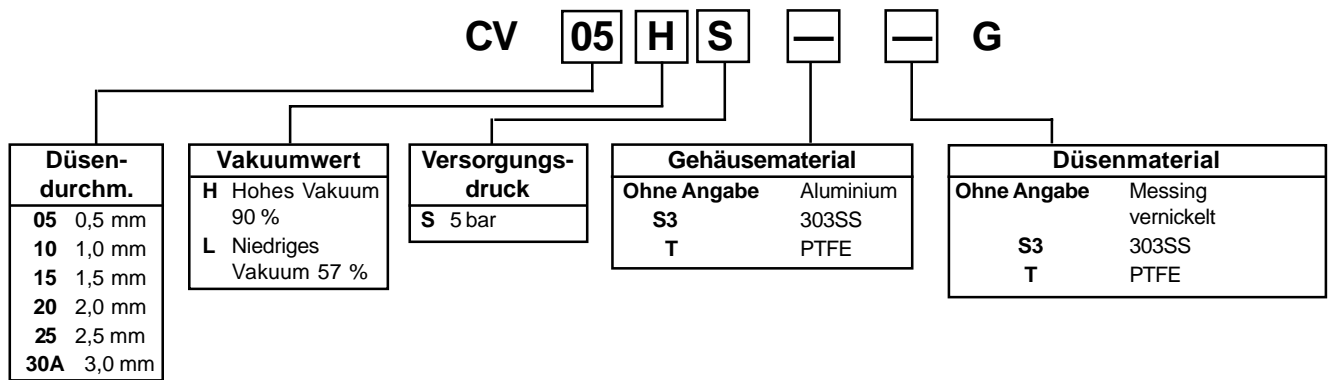 CV 05 H S — — G
Düsen-
durchm.
05 0,5 mm
10 1,0 mm
15 1,5 mm
20 2,0 mm
25 2,5 mm
30A 3,0 mm
Vakuumwert
H Hohes Vakuum
90 %
L Niedriges
Vakuum 57 %
Versorgungs-
druck
S 5 bar
Gehäusematerial
Ohne Angabe Aluminium
S3 303SS
T PTFE
Düsenmaterial
Ohne Angabe Messing
vernickelt
S3 303SS
T PTFE